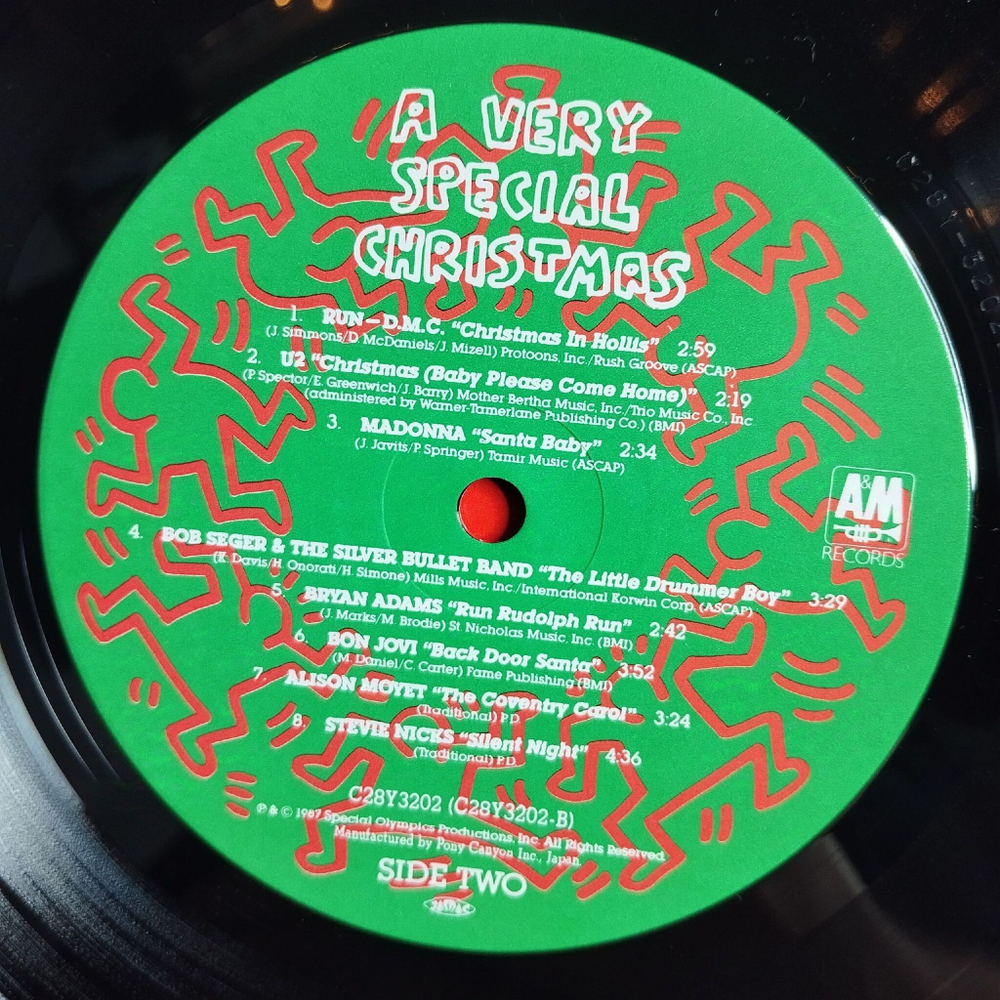 A VERY
SPECIAL
CHRISTMAS
1. RUN–D.M.C. “Christmas In Hollis” 2:59
(J. Simmons/D. McDaniels/J. Mizell) Protoons, Inc./Rush Groove (ASCAP)
2. U2 “Christmas (Baby Please Come Home)” 2:19
(P. Spector/E. Greenwich/J. Barry) Mother Bertha Music, Inc./Trio Music Co., Inc.
(administered by Warner-Tamerlane Publishing Co.) (BMI)
3. MADONNA “Santa Baby” 2:34
(J. Javits/P. Springer) Tamir Music (ASCAP)
A&M
RECORDS
4. BOB SEGER & THE SILVER BULLET BAND “The Little Drummer Boy” 3:29
(K. Davis/H. Onorati/H. Simone) Mills Music, Inc./International Korwin Corp. (ASCAP)
5. BRYAN ADAMS “Run Rudolph Run” 2:42
(J. Marks/M. Brodie) St. Nicholas Music, Inc. (BMI)
6. BON JOVI “Back Door Santa” 3:52
(M. Daniel/C. Carter) Fame Publishing (BMI)
7. ALISON MOYET “The Coventry Carol” 3:24
(Traditional) P.D.
8. STEVIE NICKS “Silent Night” 4:36
(Traditional) P.D.
C28Y3202 (C28Y3202-B)
℗ & © 1987 Special Olympics Productions, Inc. All Rights Reserved.
Manufactured by Pony Canyon Inc., Japan.
SIDE TWO